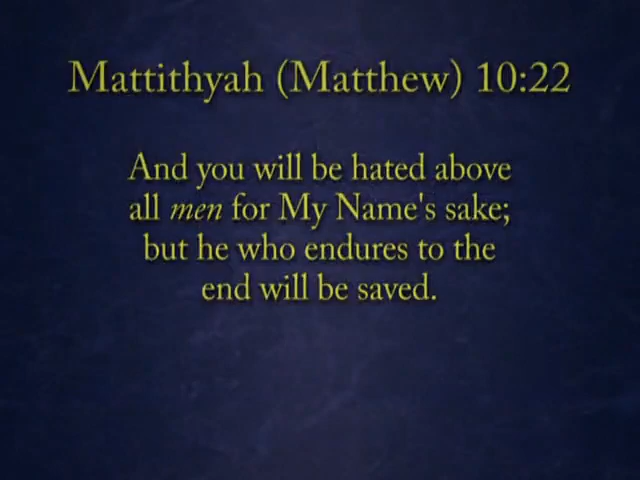 Mattithyah (Matthew) 10:22
And you will be hated above
all men for My Name's sake;
but he who endures to the
end will be saved.